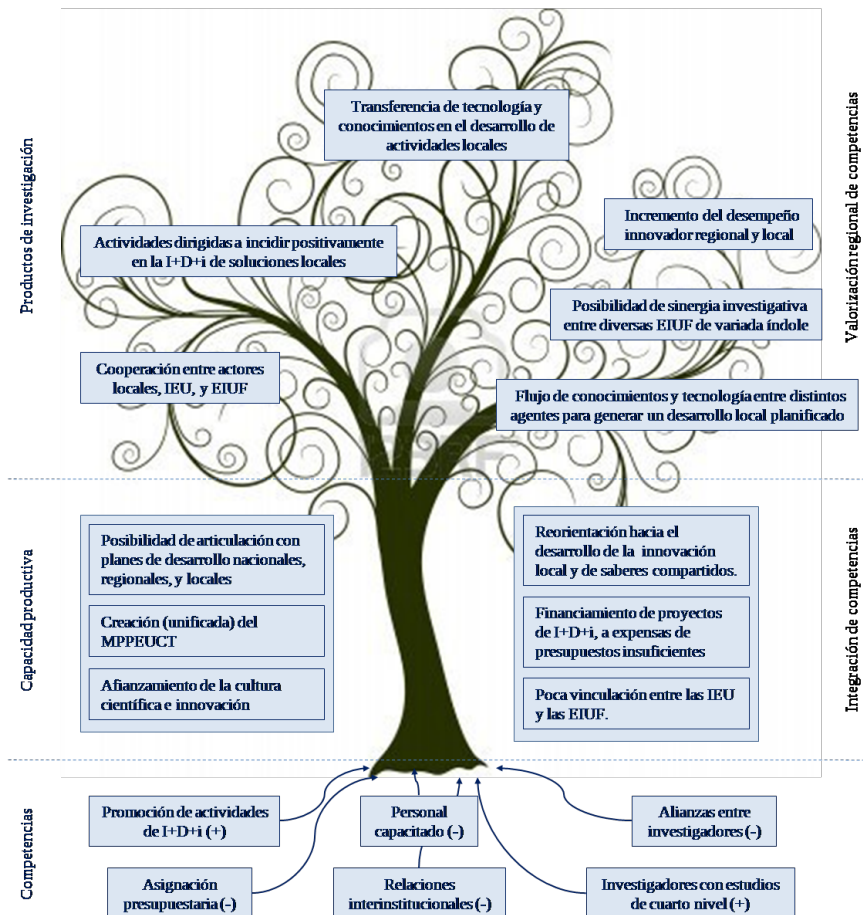 Transferencia de tecnología y
conocimientos en el desarrollo de
actividades locales
Incremento del desempeño
innovador regional y local
Actividades dirigidas a incidir positivamente
en la I+D+i de soluciones locales
Posibilidad de sinergia investigativa
entre diversas EIUF de variada índole
Cooperación entre actores
locales, IEU, y EIUF
Flujo de conocimientos y tecnología entre distintos
agentes para generar un desarrollo local planificado
Productos de investigación
Valorización regional de competencias
Posibilidad de articulación con
planes de desarrollo nacionales,
regionales, y locales
Creación (unificada) del
MPPEUCT
Afianzamiento de la cultura
científica e innovación
Reorientación hacia el
desarrollo de la innovación
local y de saberes compartidos.
Financiamiento de proyectos
de I+D+i, a expensas de
presupuestos insuficientes
Poca vinculación entre las IEU
y las EIUF.
Capacidad productiva
Integración de competencias
Promoción de actividades
de I+D+i (+)
Personal
capacitado (-)
Alianzas entre
investigadores (-)
Asignación
presupuestaria (-)
Relaciones
interinstitucionales (-)
Investigadores con estudios
de cuarto nivel (+)
Competencias